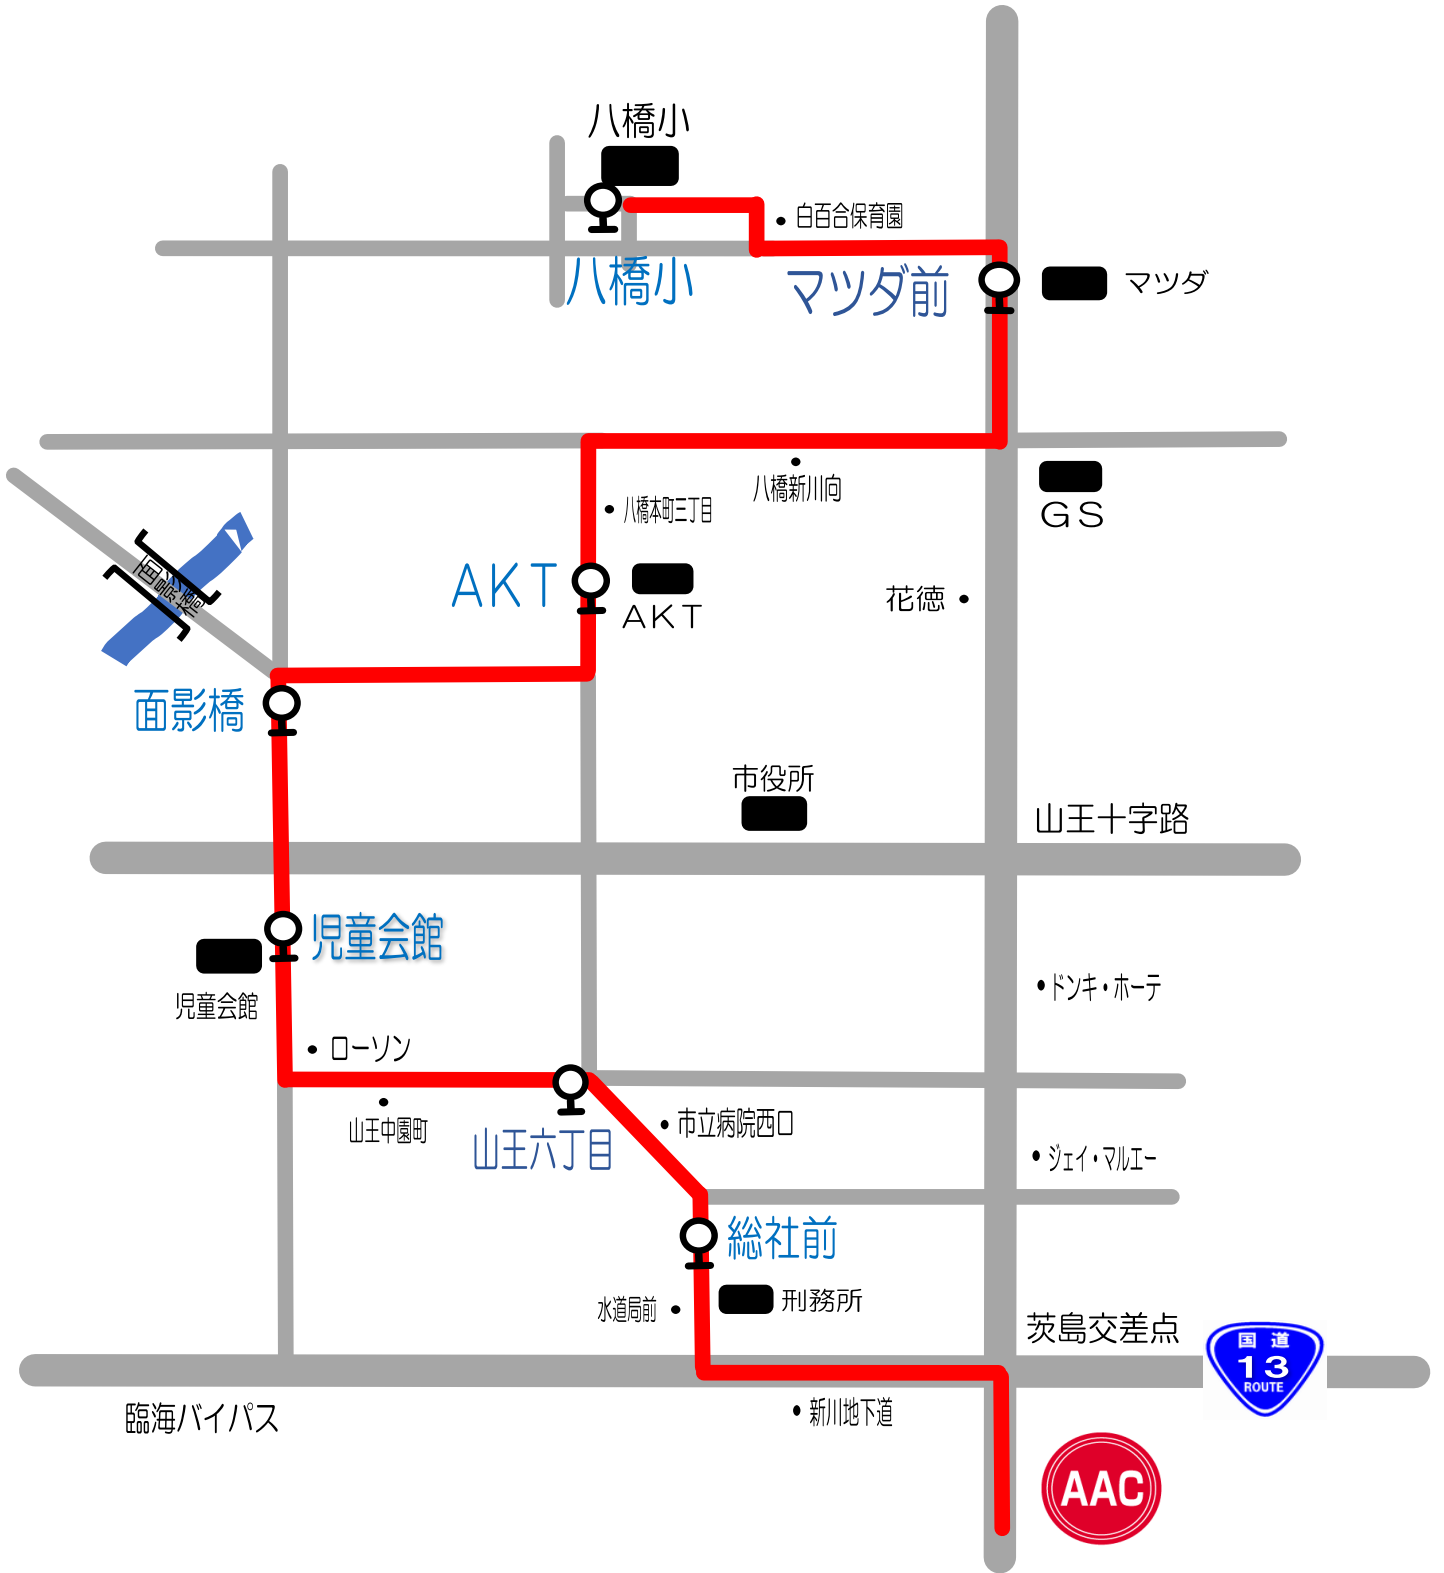 八橋小
白百合保育園
八橋小
マツダ前
マツダ
八橋新川向
八橋本町三丁目
GS
面影橋
AKT
AKT
花徳
面影橋
市役所
山王十字路
児童会館
児童会館
ドンキ・ホーテ
ローソン
山王中園町
山王六丁目
市立病院西口
ジェイ・マルエー
総社前
水道局前
刑務所
茨島交差点
国道
13
ROUTE
臨海バイパス
新川地下道
AAC